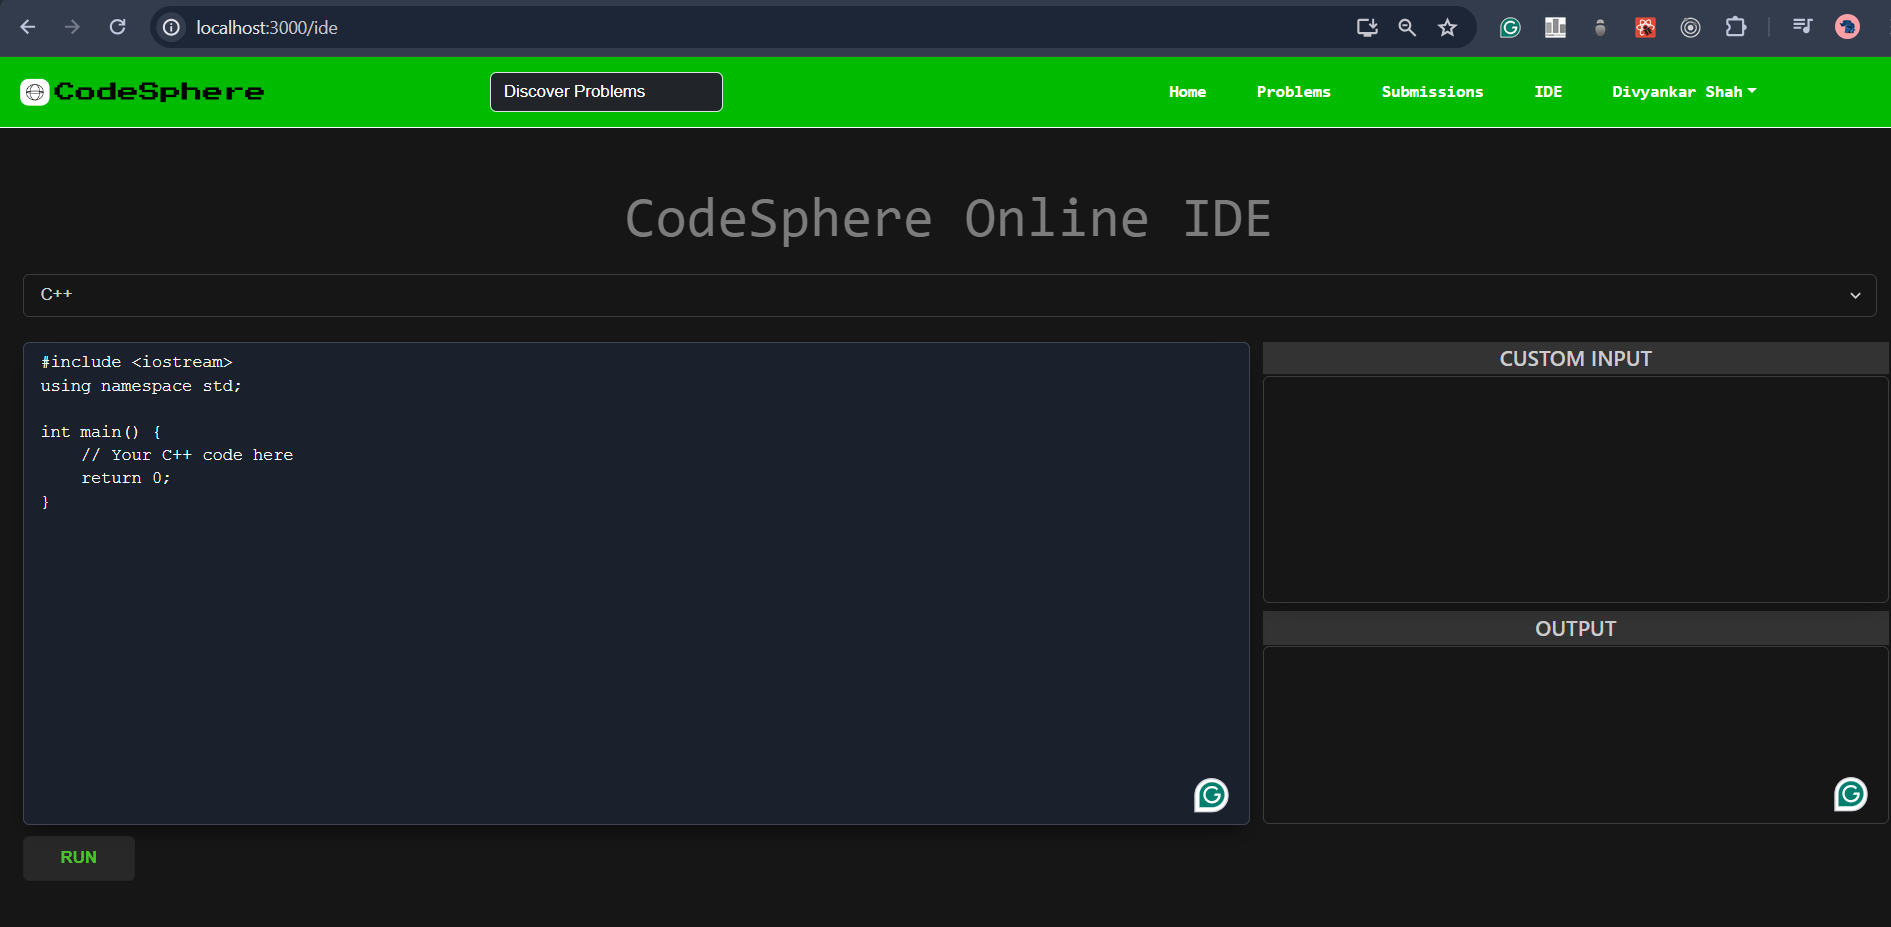 localhost:3000/ide
CodeSphere
Discover Problems
Home
Problems
Submissions
IDE
Divyankar Shah
CodeSphere Online IDE
C++
#include <iostream>
using namespace std;
int main() {
// Your C++ code here
return 0;
}
CUSTOM INPUT
OUTPUT
RUN